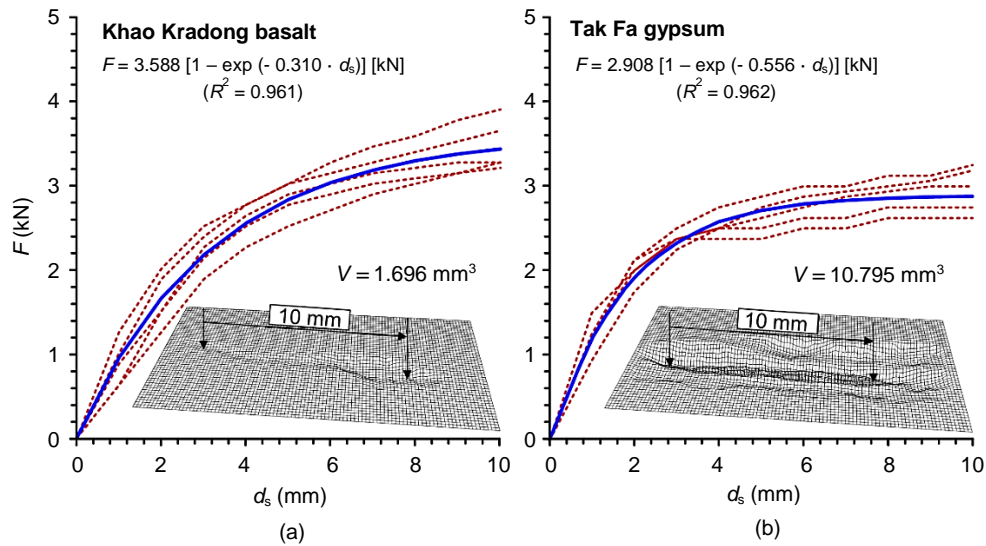 Khao Kradong basalt
F = 3.588 [1 – exp (- 0.310 · ds)] [kN]
(R2 = 0.961)
F (kN)
5
4
3
2
1
0
V = 1.696 mm3
10 mm
0 2 4 6 8 10
ds (mm)
(a)
Tak Fa gypsum
F = 2.908 [1 – exp (- 0.556 · ds)] [kN]
(R2 = 0.962)
5
4
3
2
1
0
V = 10.795 mm3
10 mm
0 2 4 6 8 10
ds (mm)
(b)